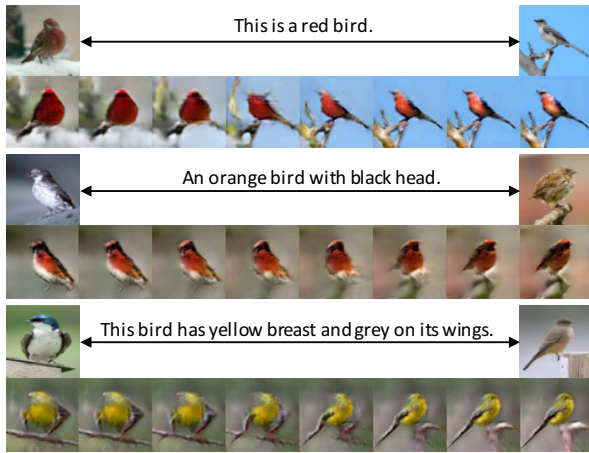 This is a red bird.
An orange bird with black head.
This bird has yellow breast and grey on its wings.